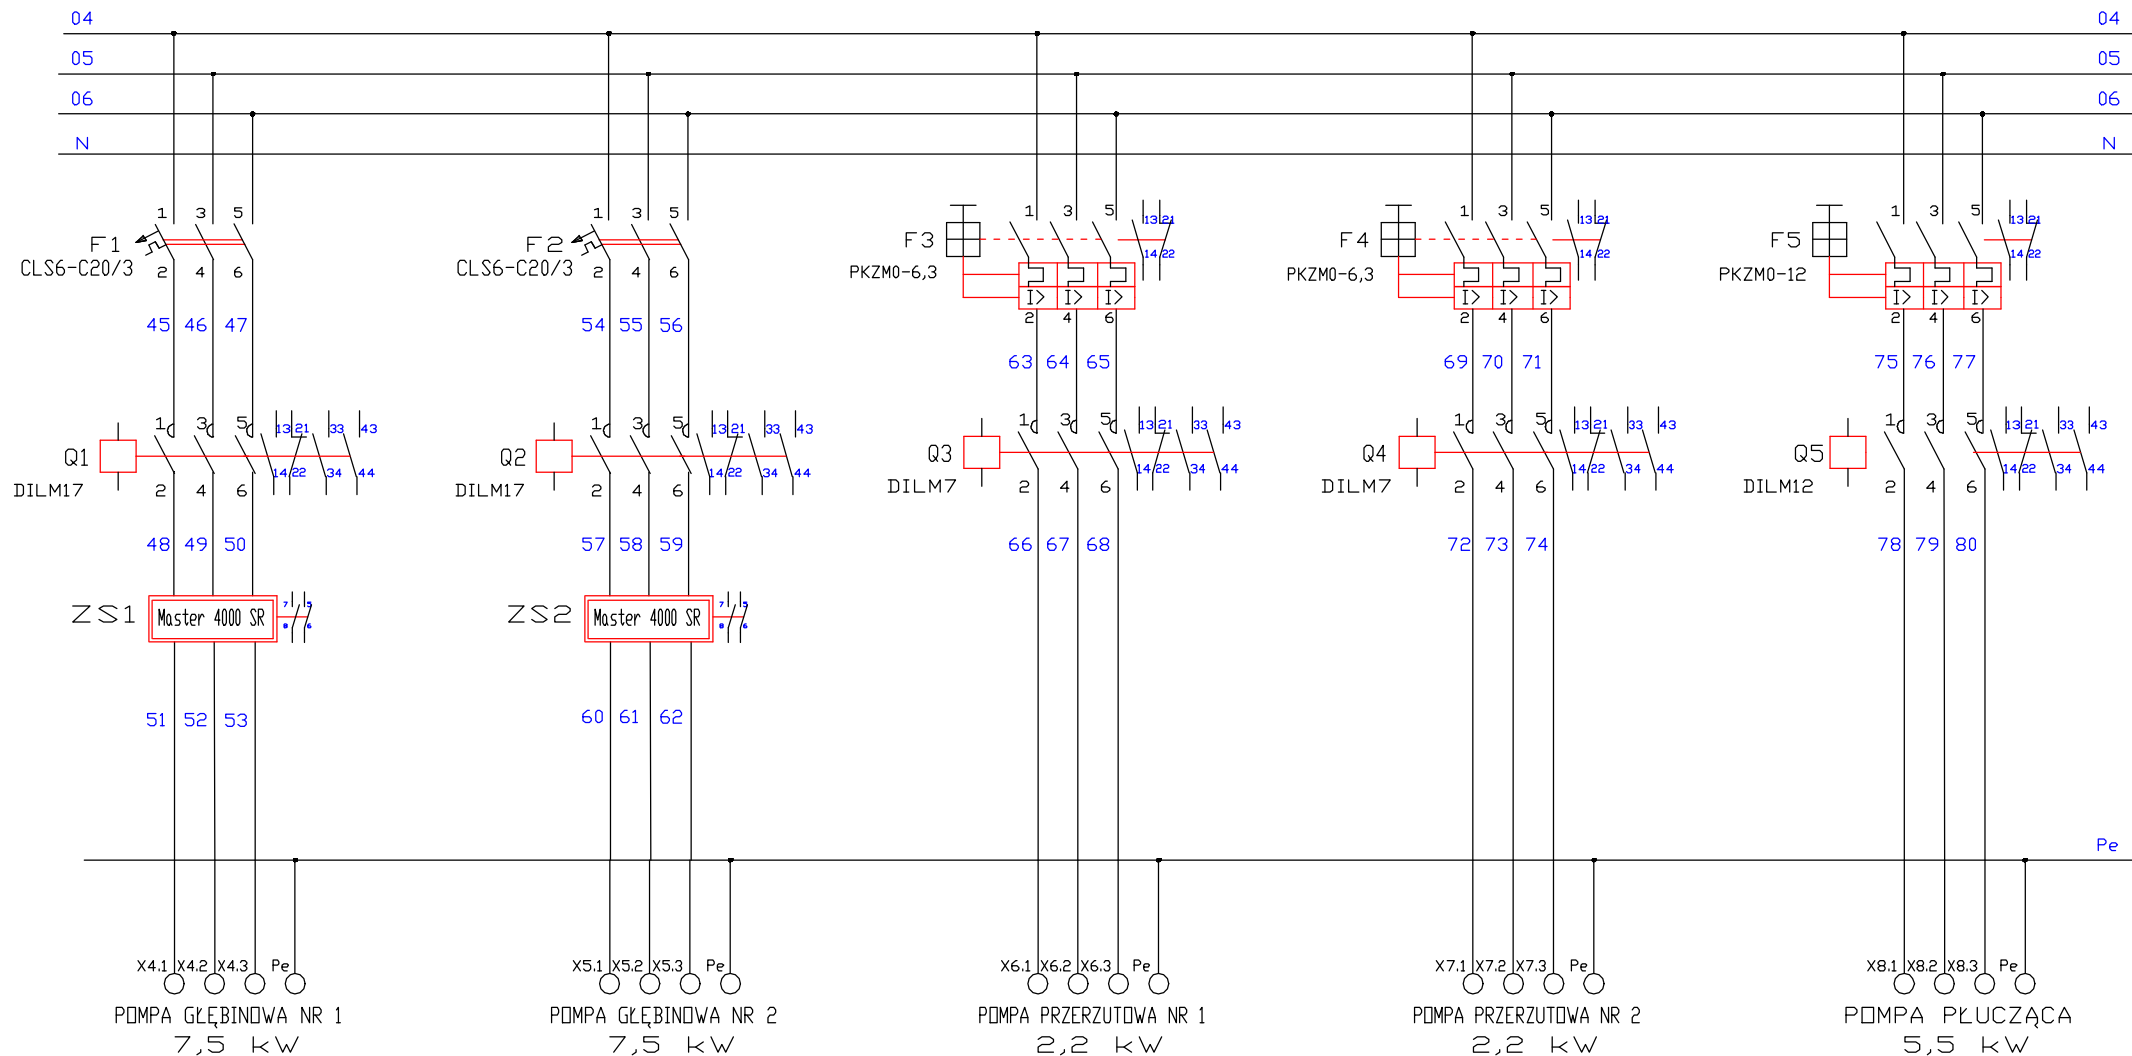 04 04
05 05
06 06
N N
1 3 5 1 3 5 1 3 5 13 21 1 3 5 13 21 1 3 5 13 21
F1 F2 F3 F4 F5
14 22 14 22 14 22
CLS6-C20/3 2 4 6 CLS6-C20/3 2 4 6 PKZM0-6,3 PKZM0-6,3 PKZM0-12
I> I> I> I> I> I> I> I> I>
2 4 6 2 4 6 2 4 6
45 46 47 54 55 56
63 64 65 69 70 71 75 76 77
1 3 5 13 21 33 43 1 3 5 13 21 33 43 1 3 5 13 21 33 43 1 3 5 13 21 33 43 1 3 5 13 21 33 43
Q1 Q2 Q3 Q4 Q5
14 22 34 44 14 22 34 44 14 22 34 44 14 22 34 44 14 22 34 44
DILM17 2 4 6 DILM17 2 4 6 DILM7 2 4 6 DILM7 2 4 6 DILM12 2 4 6
48 49 50 57 58 59 66 67 68 72 73 74 78 79 80
7 5 7 5
ZS1 Master 4000 SR ZS2 Master 4000 SR
8 6 8 6
51 52 53 60 61 62
Pe
X4.1 X4.2 X4.3 Pe X5.1 X5.2 X5.3 Pe X6.1 X6.2 X6.3 Pe X7.1 X7.2 X7.3 Pe X8.1 X8.2 X8.3 Pe
POMPA GŁĘBINOWA NR 1 POMPA GŁĘBINOWA NR 2 POMPA PRZERZUTOWA NR 1 POMPA PRZERZUTOWA NR 2 POMPA PŁUCZĄCA
7,5 kW 7,5 kW 2,2 kW 2,2 kW 5,5 kW